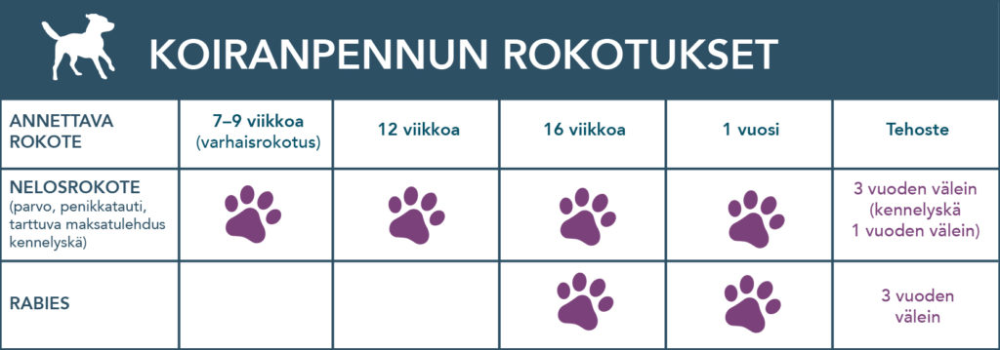 KOIRANPENNUN ROKOTUKSET
ANNETTAVA
ROKOTE
7–9 viikkoa
(varhaisrokotus)
12 viikkoa
16 viikkoa
1 vuosi
Tehoste
NELOSROKOTE
(parvo, penikkatauti,
tarttuva maksatulehdus
kennelyskä)
3 vuoden välein
(kennelyskä
1 vuoden välein)
RABIES
3 vuoden
välein